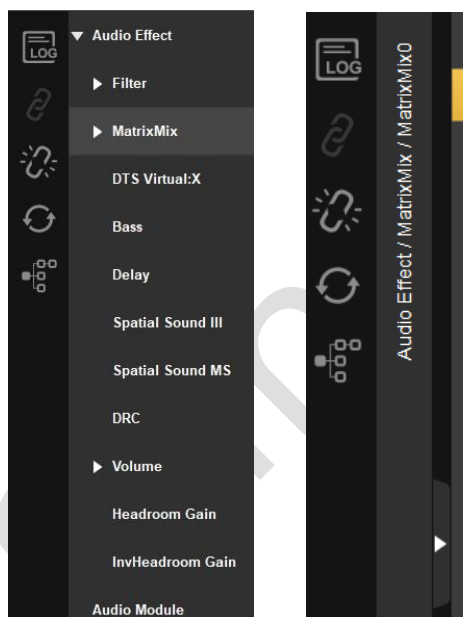 LOG
Audio Effect
Filter
MatrixMix
DTS Virtual:X
Bass
Delay
Spatial Sound III
Spatial Sound MS
DRC
Volume
Headroom Gain
InvHeadroom Gain
Audio Module
LOG
Audio Effect / MatrixMix / MatrixMix0